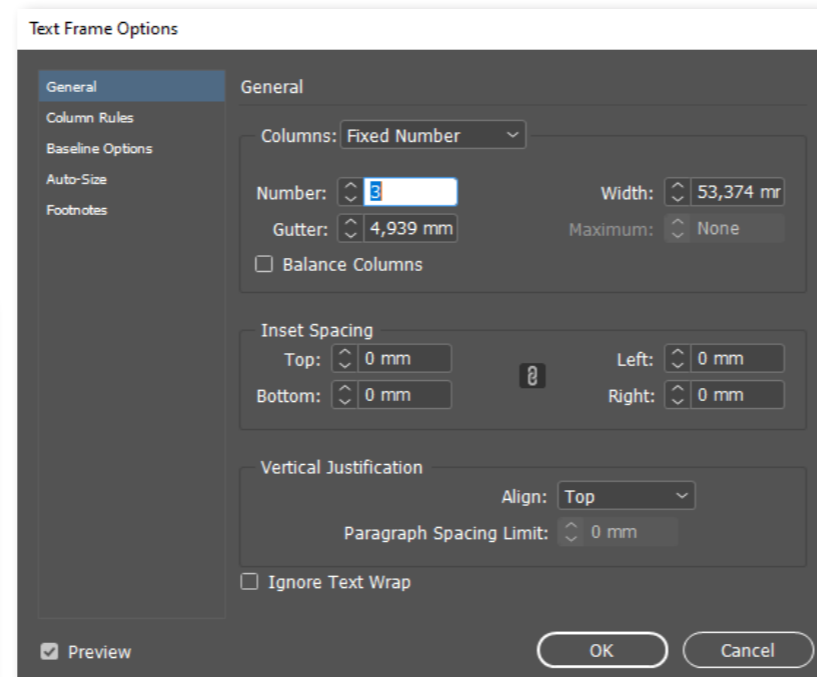 Text Frame Options
General
Column Rules
Baseline Options
Auto-Size
Footnotes
General
Columns: Fixed Number
Number: 3 Width: 53,374 mr
Gutter: 4,939 mm Maximum: None
Balance Columns
Inset Spacing
Top: 0 mm Left: 0 mm
Bottom: 0 mm Right: 0 mm
Vertical Justification
Align: Top
Paragraph Spacing Limit: 0 mm
Ignore Text Wrap
Preview OK Cancel